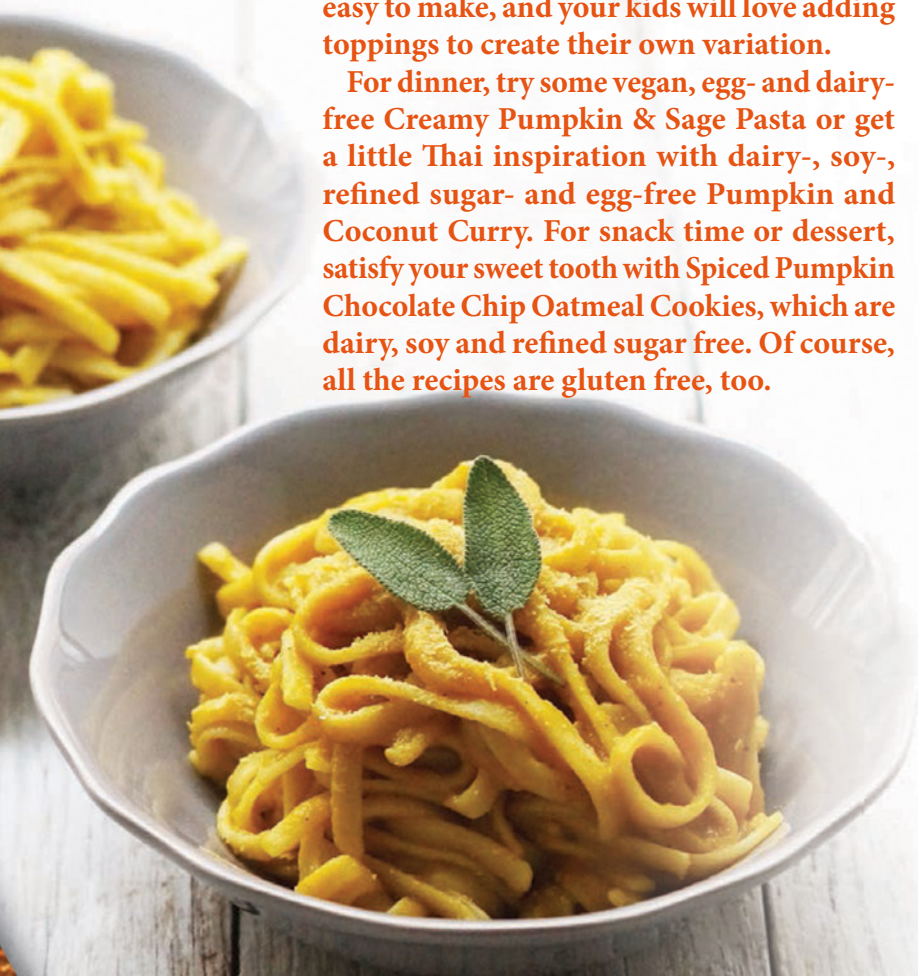 easy to make, and your kids will love adding
toppings to create their own variation.
For dinner, try some vegan, egg- and dairy-
free Creamy Pumpkin & Sage Pasta or get
a little Thai inspiration with dairy-, soy-,
refined sugar- and egg-free Pumpkin and
Coconut Curry. For snack time or dessert,
satisfy your sweet tooth with Spiced Pumpkin
Chocolate Chip Oatmeal Cookies, which are
dairy, soy and refined sugar free. Of course,
all the recipes are gluten free, too.